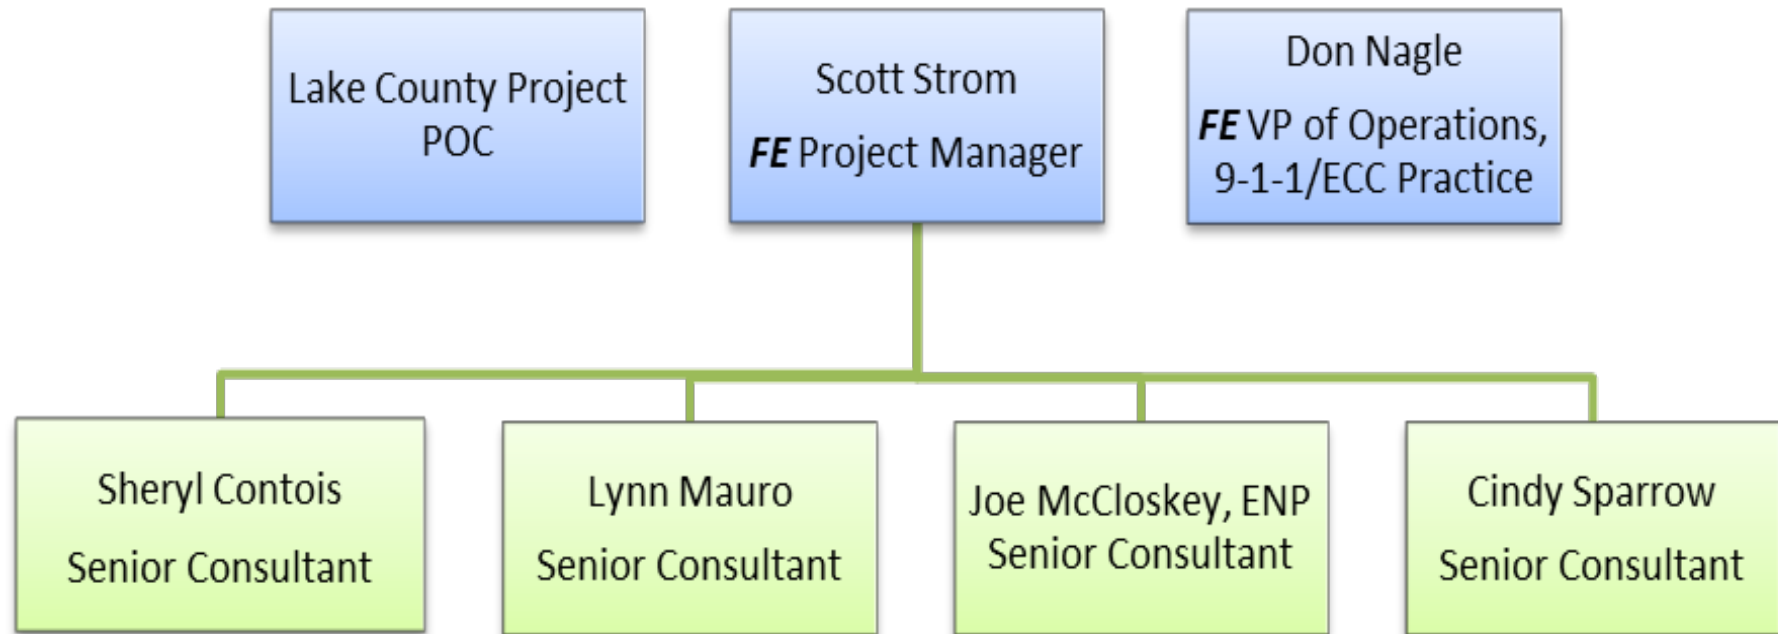 Lake County Project
POC
Scott Strom
FE Project Manager
Don Nagle
FE VP of Operations,
9-1-1/ECC Practice
Sheryl Contois
Senior Consultant
Lynn Mauro
Senior Consultant
Joe McCloskey, ENP
Senior Consultant
Cindy Sparrow
Senior Consultant